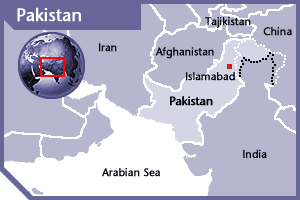 Pakistan
Tajikistan
China
Iran
Afghanistan
Islamabad
Pakistan
India
Arabian Sea